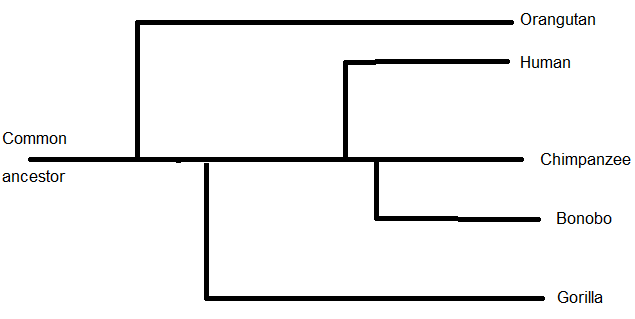 Orangutan
Human
Common
ancestor
Chimpanzee
Bonobo
Gorilla